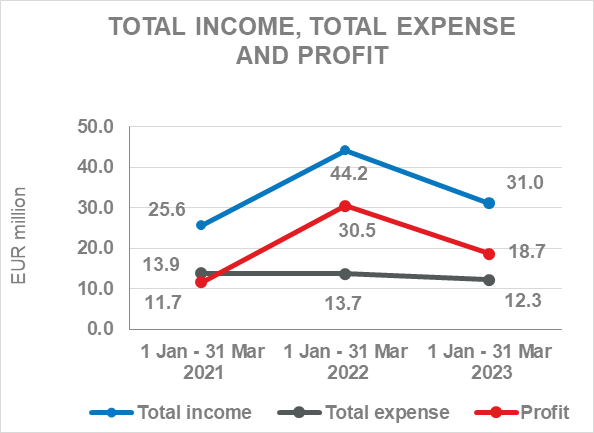 TOTAL INCOME, TOTAL EXPENSE
AND PROFIT
EUR million
50.0
40.0
30.0
20.0
10.0
0.0
25.6
44.2
31.0
13.9
13.7
12.3
11.7
30.5
18.7
1 Jan - 31 Mar
2021
1 Jan - 31 Mar
2022
1 Jan - 31 Mar
2023
Total income
Total expense
Profit